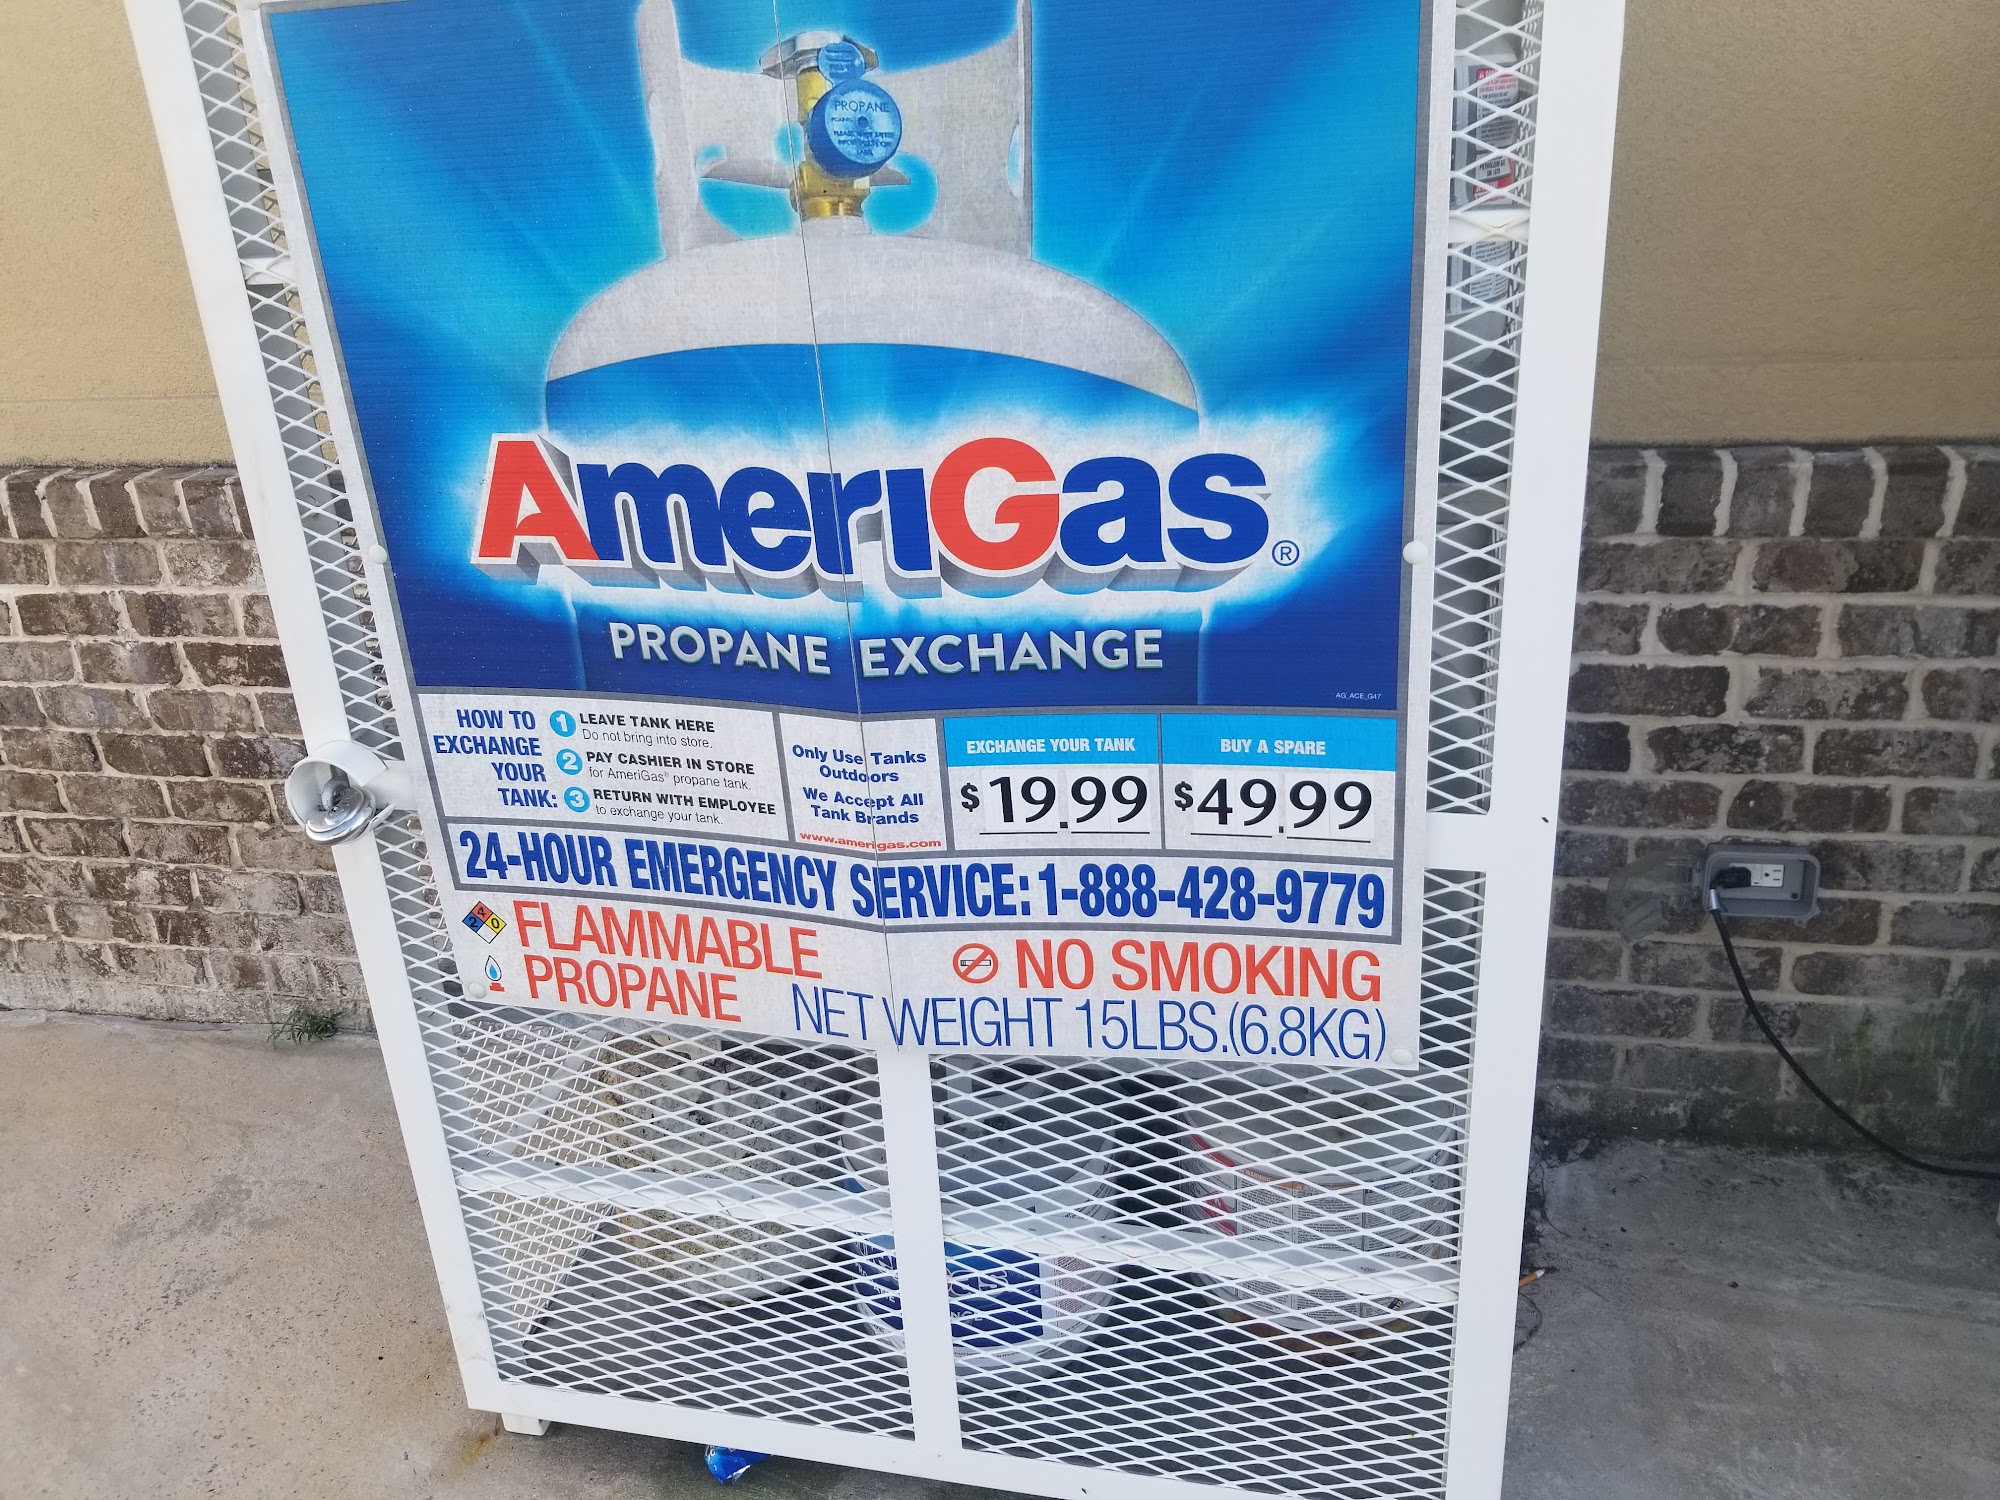 PROPANE
AmeriGas®
PROPANE EXCHANGE
AG_ACE_G47
HOW TO
EXCHANGE
YOUR
TANK:
1 LEAVE TANK HERE
Do not bring into store.
2 PAY CASHIER IN STORE
for AmeriGas® propane tank.
3 RETURN WITH EMPLOYEE
to exchange your tank.
Only Use Tanks
Outdoors
We Accept All
Tank Brands
www.amerigas.com
EXCHANGE YOUR TANK
$19.99
BUY A SPARE
$49.99
24-HOUR EMERGENCY SERVICE: 1-888-428-9779
4
2 0
FLAMMABLE
PROPANE
NO SMOKING
NET WEIGHT 15LBS.(6.8KG)